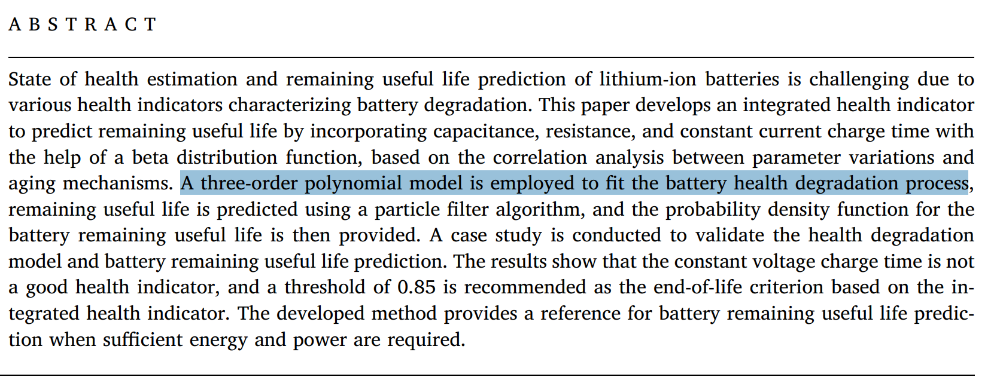 A B S T R A C T
State of health estimation and remaining useful life prediction of lithium-ion batteries is challenging due to
various health indicators characterizing battery degradation. This paper develops an integrated health indicator
to predict remaining useful life by incorporating capacitance, resistance, and constant current charge time with
the help of a beta distribution function, based on the correlation analysis between parameter variations and
aging mechanisms. A three-order polynomial model is employed to fit the battery health degradation process,
remaining useful life is predicted using a particle filter algorithm, and the probability density function for the
battery remaining useful life is then provided. A case study is conducted to validate the health degradation
model and battery remaining useful life prediction. The results show that the constant voltage charge time is not
a good health indicator, and a threshold of 0.85 is recommended as the end-of-life criterion based on the in-
tegrated health indicator. The developed method provides a reference for battery remaining useful life predic-
tion when sufficient energy and power are required.